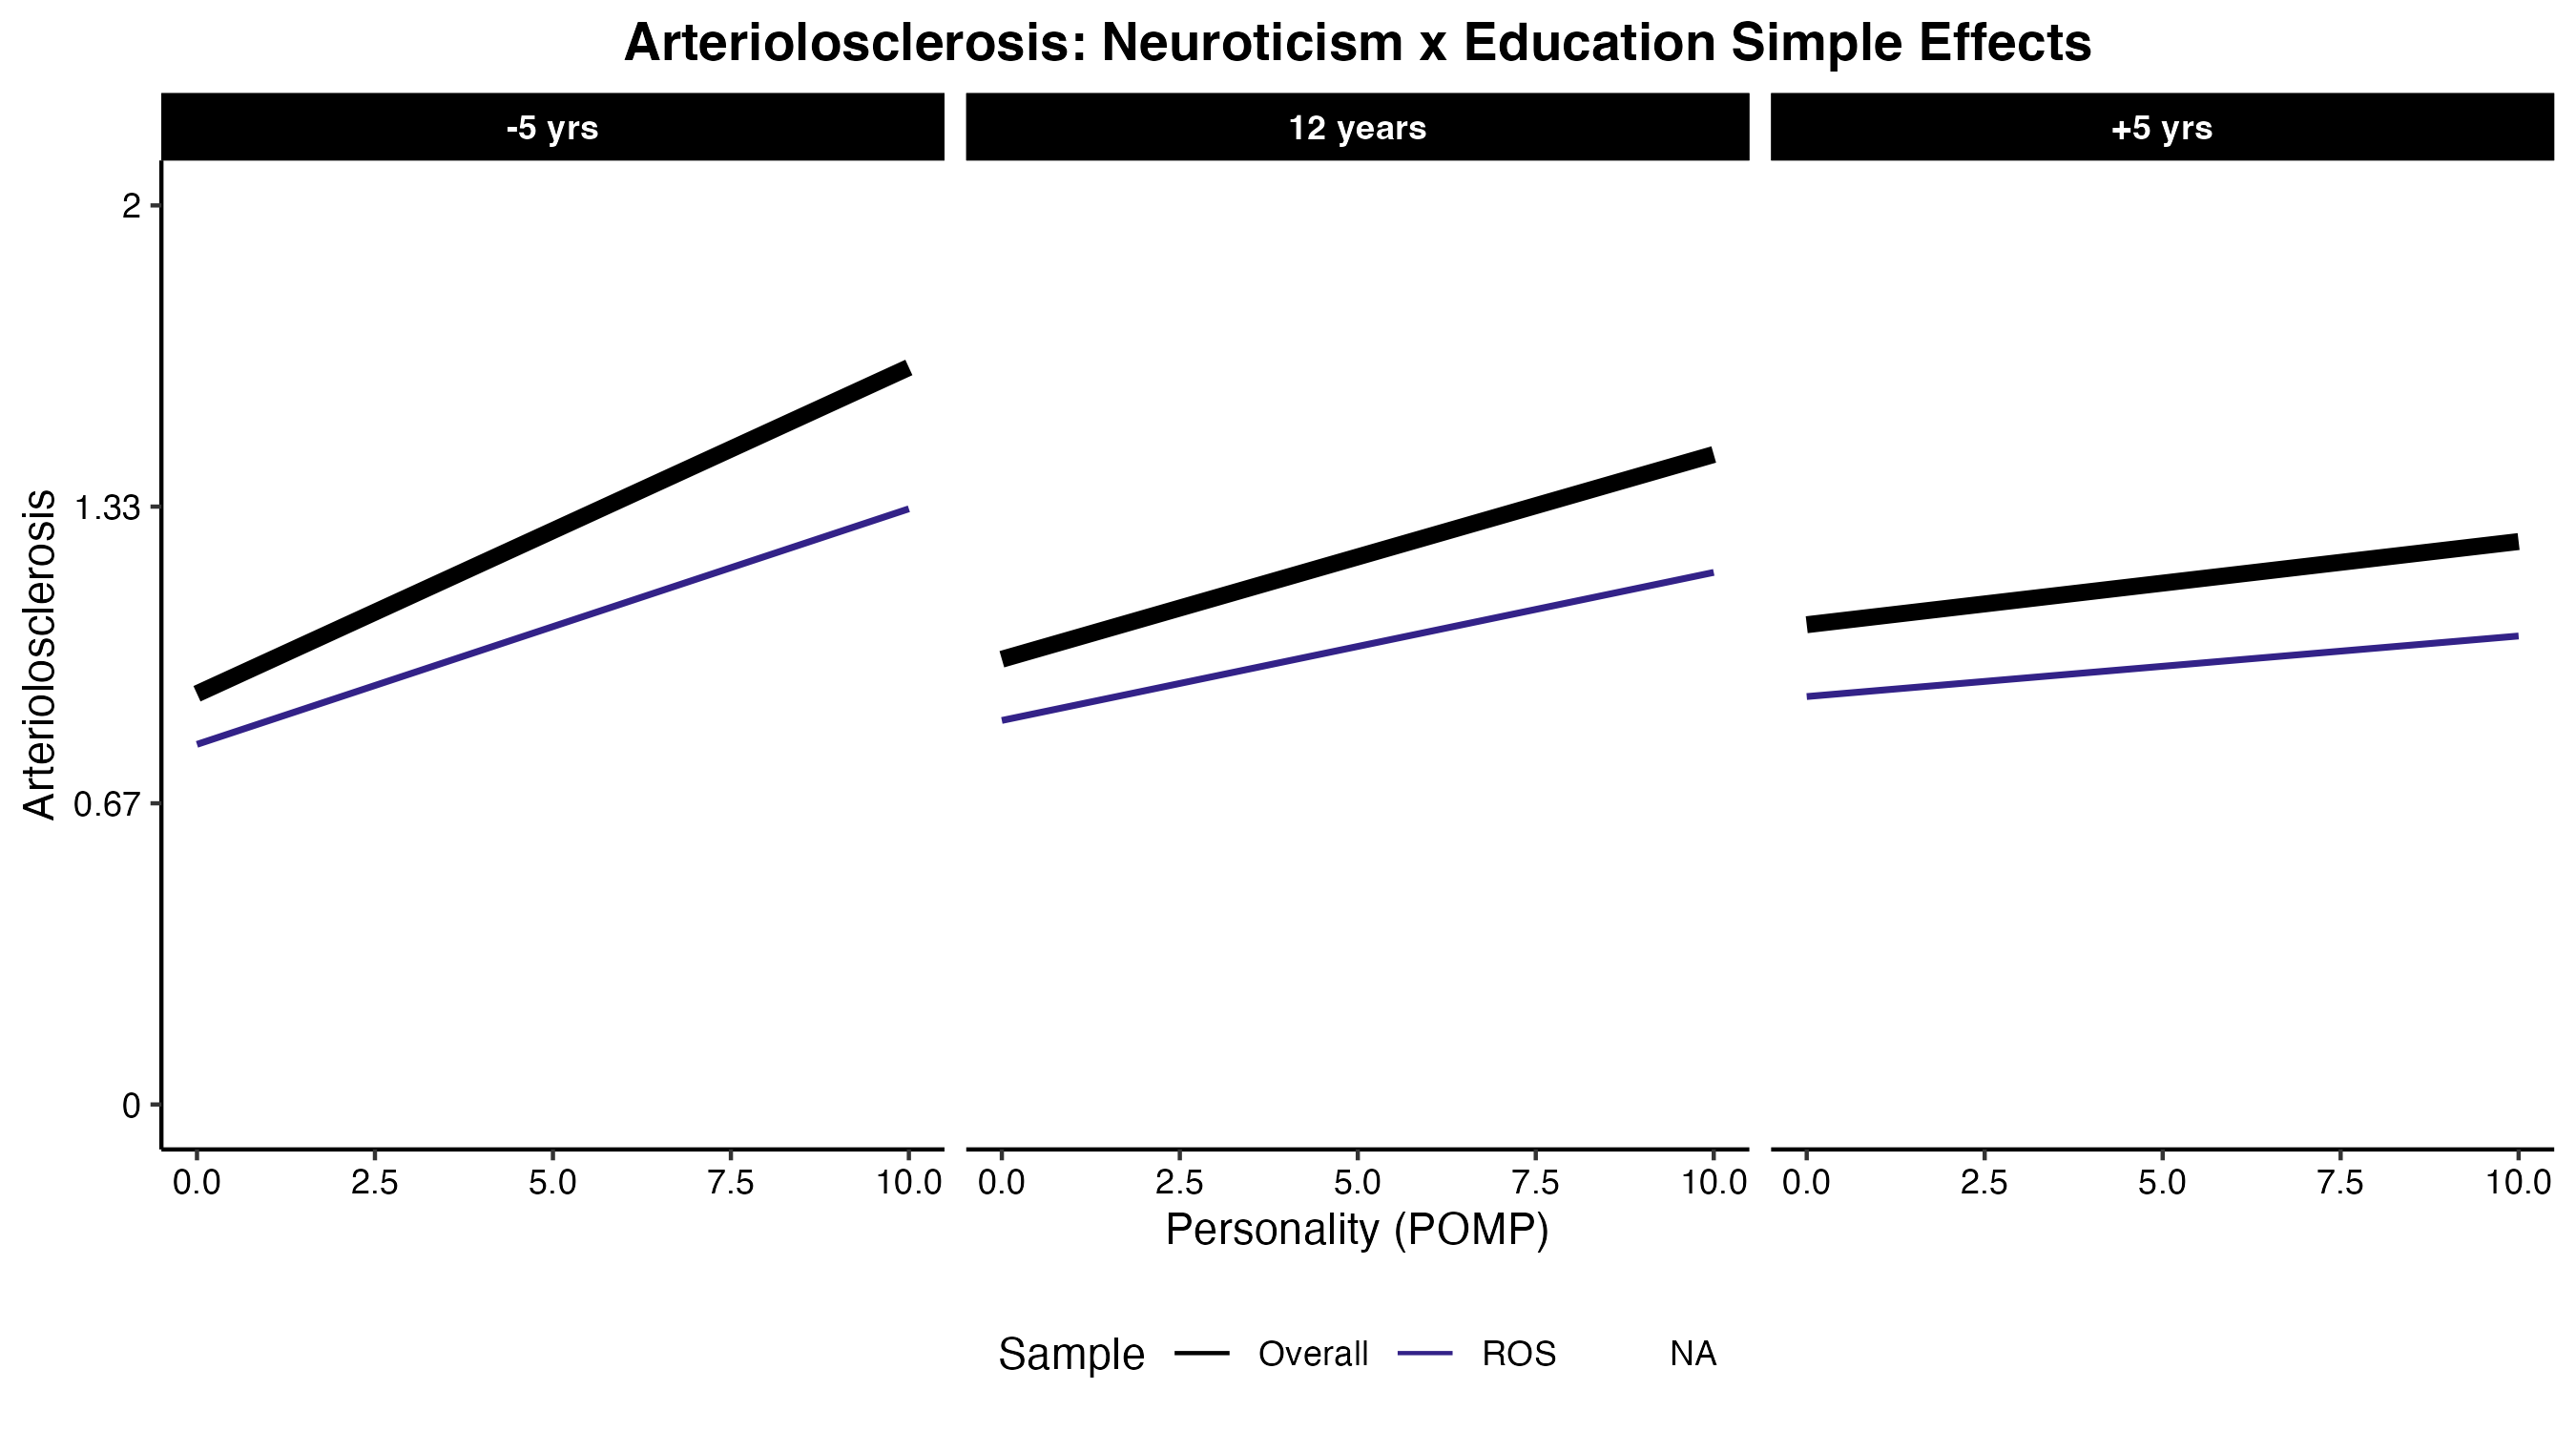 Arteriolosclerosis: Neuroticism x Education Simple Effects
-5 yrs
12 years
+5 yrs
Arteriolosclerosis
2
1.33
0.67
0
0.0 2.5 5.0 7.5 10.0
0.0 2.5 5.0 7.5 10.0
0.0 2.5 5.0 7.5 10.0
Personality (POMP)
Sample Overall ROS NA